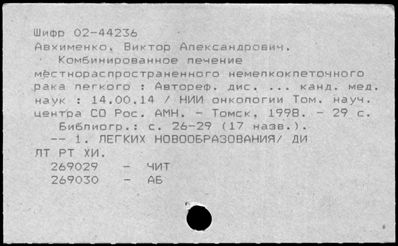 Шифр 02-44236
Авхименко, Виктор Александрович.
Комбинированное лечение
местнораспространенного немелкоклеточного
рака легкого : Автореф. дис. ... канд. мед.
наук : 14.00.14 / НИИ онкологии Том. науч.
центра СО Рос. АМН. - Томск, 1998. - 29 с.
Библиогр.: с. 26-29 (17 назв.).
-- 1. ЛЕГКИХ НОВООБРАЗОВАНИЯ/ ДИ
ЛТ РТ ХИ.
269029 - ЧИТ
269030 - АБ